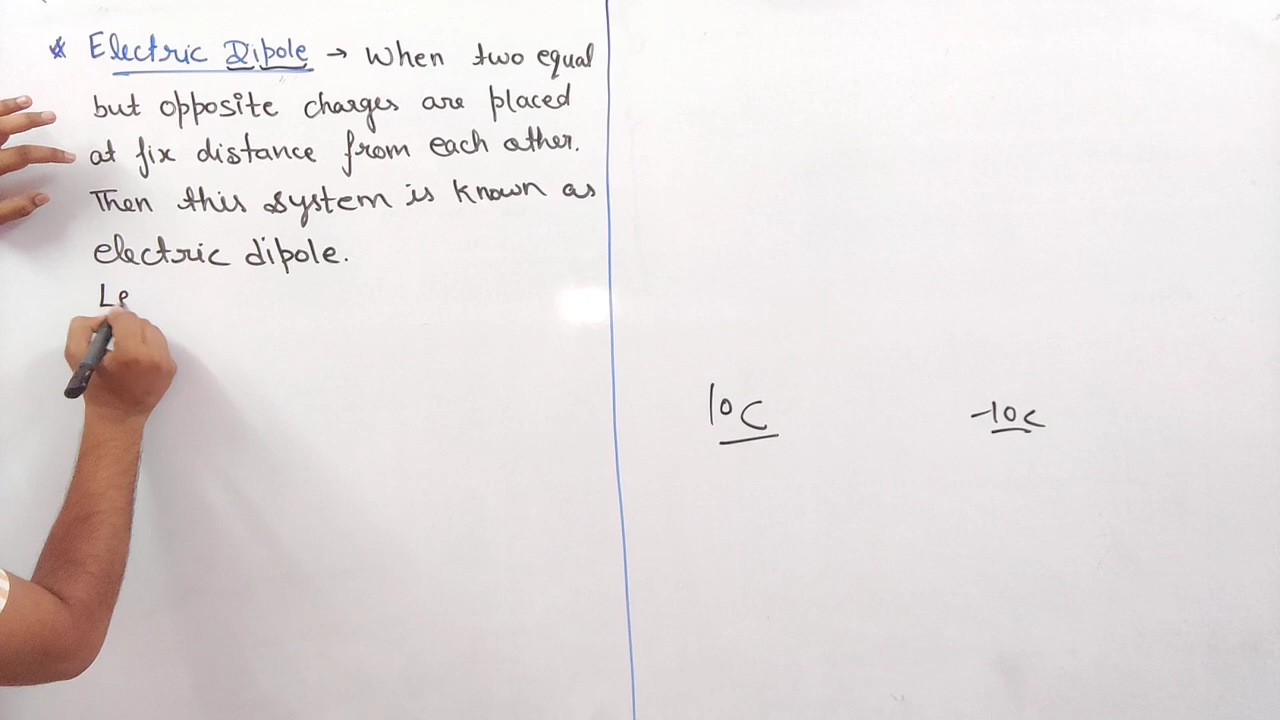 * Electric Dipole → When two equal
but opposite charges are placed
at fix distance from each other.
Then this system is known as
electric dipole.
Le
10C
-10C